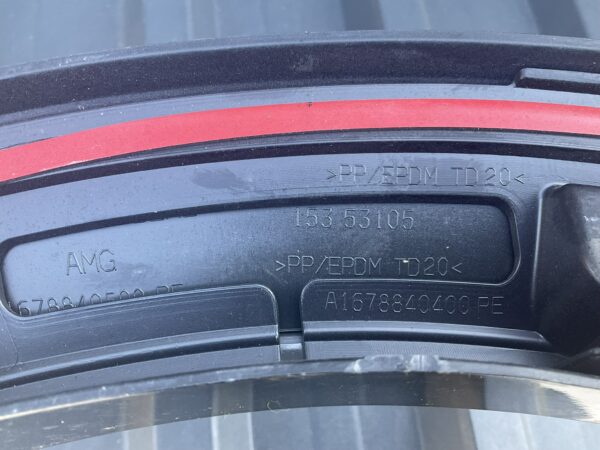 >PP/EPDM TD20<
153 53105
AMG
>PP/EPDM TD20<
A1678840400 PE